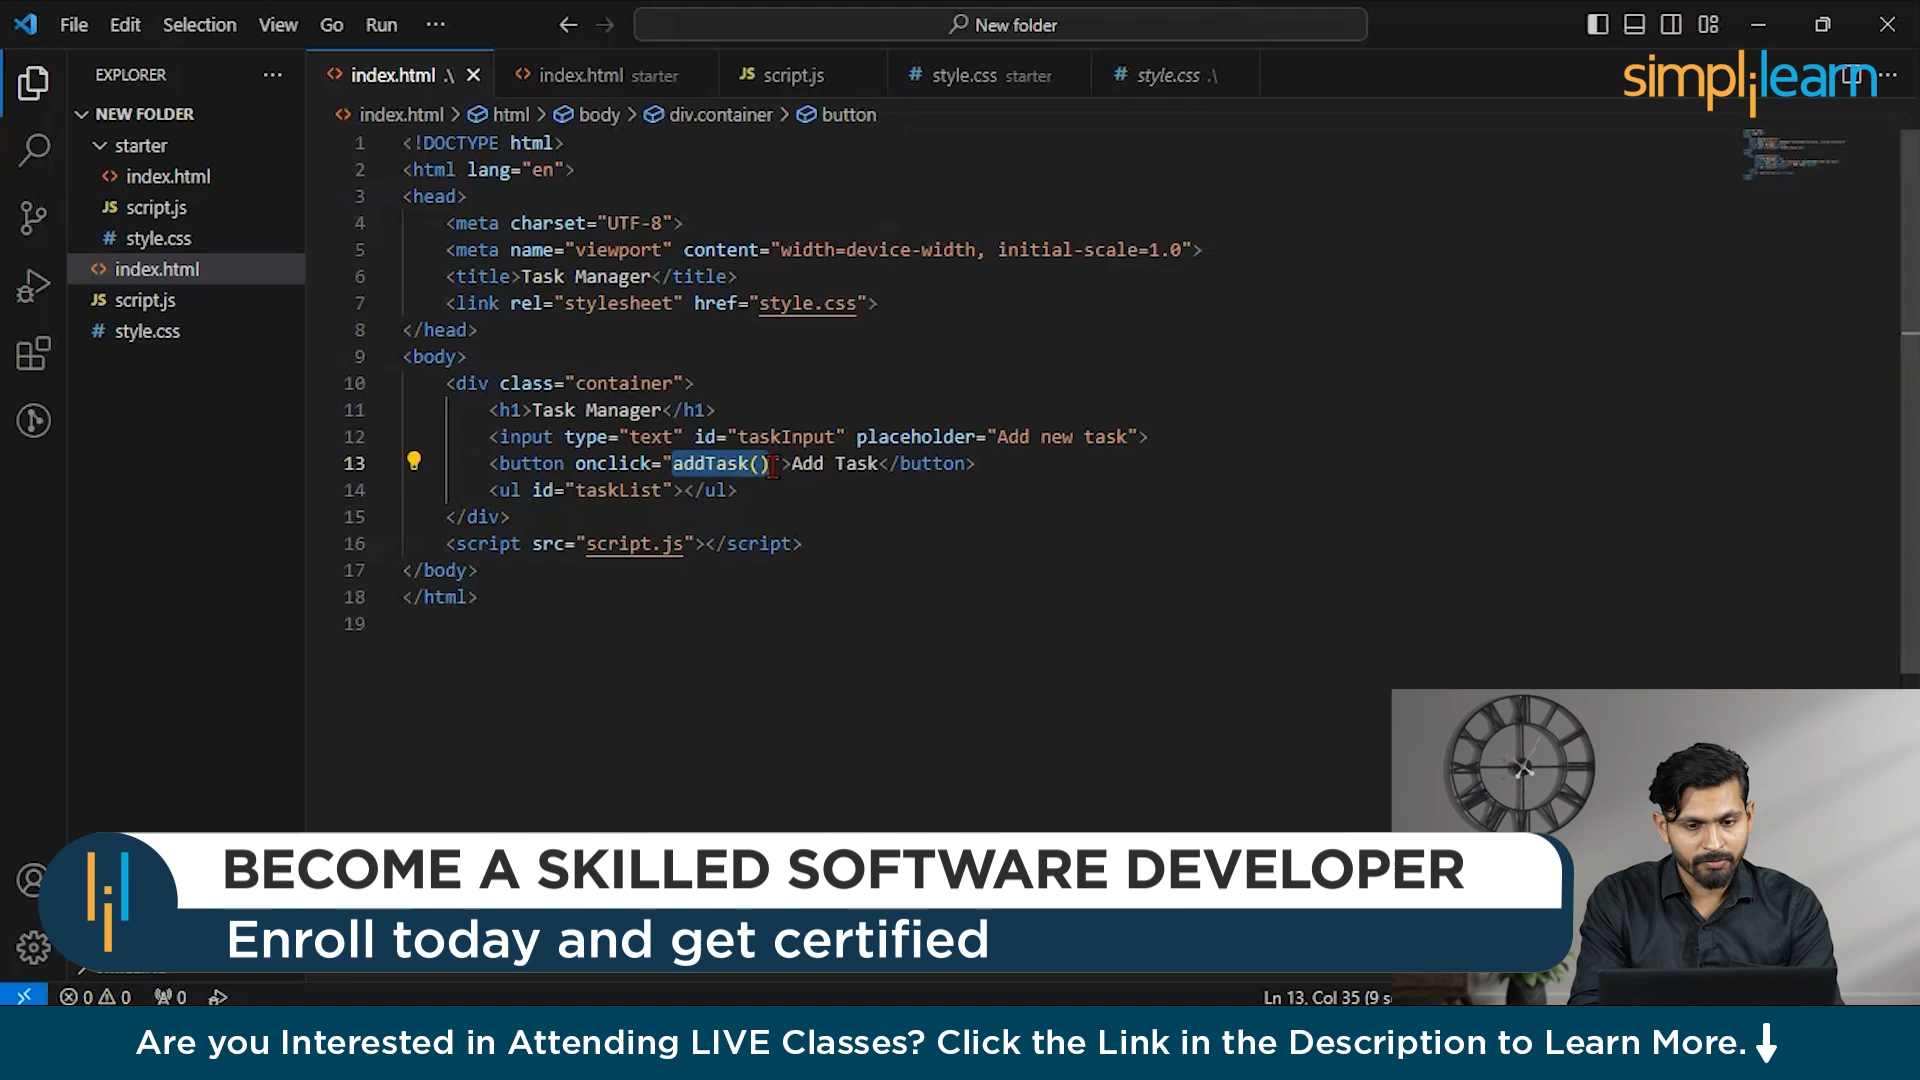 File Edit Selection View Go Run ···
New folder
simplilearn
EXPLORER ···
index.html .\
index.html starter
JS script.js
# style.css starter
# style.css .\
···
NEW FOLDER
index.html > html > body > div.container > button
starter
index.html
JS script.js
# style.css
index.html
JS script.js
# style.css
1 <!DOCTYPE html>
2 <html lang="en">
3 <head>
4 <meta charset="UTF-8">
5 <meta name="viewport" content="width=device-width, initial-scale=1.0">
6 <title>Task Manager</title>
7 <link rel="stylesheet" href="style.css">
8 </head>
9 <body>
10 <div class="container">
11 <h1>Task Manager</h1>
12 <input type="text" id="taskInput" placeholder="Add new task">
13 <button onclick="addTask()">Add Task</button>
14 <ul id="taskList"></ul>
15 </div>
16 <script src="script.js"></script>
17 </body>
18 </html>
19
BECOME A SKILLED SOFTWARE DEVELOPER
Enroll today and get certified
0 0 0
Ln 13, Col 35 (9 s
Are you Interested in Attending LIVE Classes? Click the Link in the Description to Learn More.